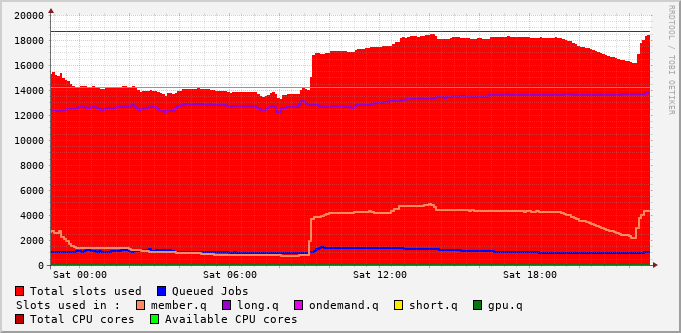 20000
18000
16000
14000
12000
10000
8000
6000
4000
2000
0
Sat 00:00 Sat 06:00 Sat 12:00 Sat 18:00
RRDTOOL / TOBI OETIKER
Total slots used Queued Jobs
Slots used in : member.q long.q ondemand.q short.q gpu.q
Total CPU cores Available CPU cores